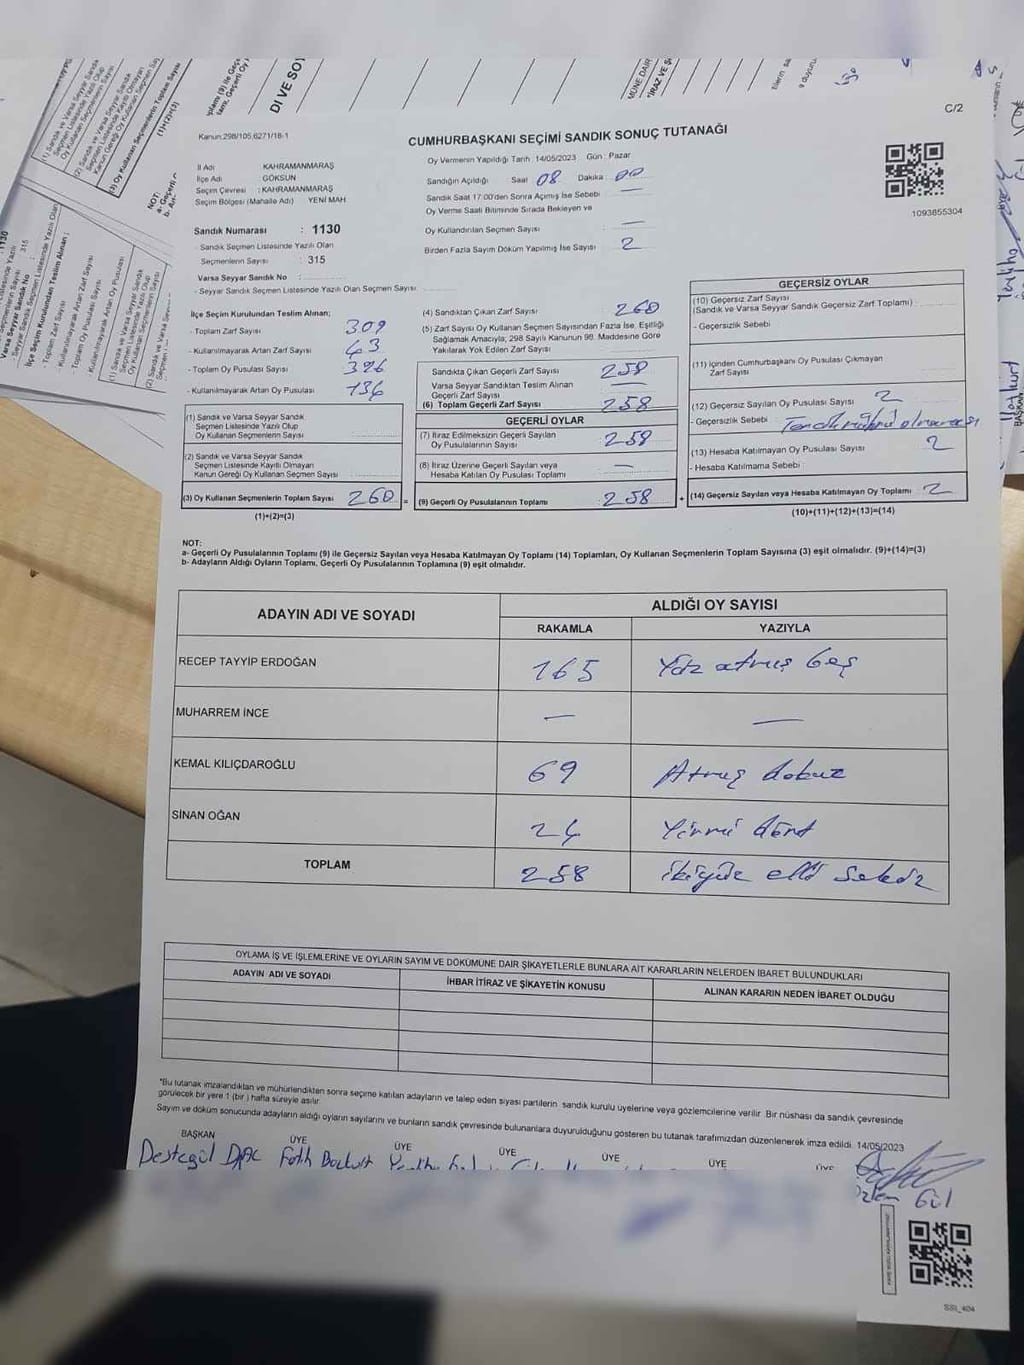 C/2
Kanun:298/105,6271/18-1
CUMHURBAŞKANI SEÇİMİ SANDIK SONUÇ TUTANAĞI
İl Adı KAHRAMANMARAŞ
İlçe Adı GÖKSUN
Seçim Çevresi : KAHRAMANMARAŞ
Seçim Bölgesi (Mahalle Adı) YENİ MAH
Oy Vermenin Yapıldığı Tarih :14/05/2023 Gün : Pazar
Sandığın Açıldığı Saat 08 Dakika 00
Sandık Saat 17:00'den Sonra Açılmış İse Sebebi —
Oy Verme Saati Bitiminde Sırada Bekleyen ve
Oy Kullandırılan Seçmen Sayısı —
Birden Fazla Sayım Döküm Yapılmış İse Sayısı 2
1093855304
Sandık Numarası : 1130
- Sandık Seçmen Listesinde Yazılı Olan
Seçmenlerin Sayısı : 315
Varsa Seyyar Sandık No :
- Seyyar Sandık Seçmen Listesinde Yazılı Olan Seçmen Sayısı
İlçe Seçim Kurulundan Teslim Alınan;
- Toplam Zarf Sayısı 309
- Kullanılmayarak Artan Zarf Sayısı 43
- Toplam Oy Pusulası Sayısı 396
- Kullanılmayarak Artan Oy Pusulası 136
(1) Sandık ve Varsa Seyyar Sandık
Seçmen Listesinde Yazılı Olup
Oy Kullanan Seçmenlerin Sayısı
(2) Sandık ve Varsa Seyyar Sandık
Seçmen Listesinde Kayıtlı Olmayan
Kanun Gereği Oy Kullanan Seçmen Sayısı
(3) Oy Kullanan Seçmenlerin Toplam Sayısı 260 =
(1)+(2)=(3)
(4) Sandıktan Çıkan Zarf Sayısı 260
(5) Zarf Sayısı Oy Kullanan Seçmen Sayısından Fazla İse, Eşitliği
Sağlamak Amacıyla; 298 Sayılı Kanunun 98. Maddesine Göre
Yakılarak Yok Edilen Zarf Sayısı
Sandıkta Çıkan Geçerli Zarf Sayısı 258
Varsa Seyyar Sandıktan Teslim Alınan
Geçerli Zarf Sayısı —
(6) Toplam Geçerli Zarf Sayısı 258
GEÇERLİ OYLAR
(7) İtiraz Edilmeksizin Geçerli Sayılan
Oy Pusulalarının Sayısı 258
(8) İtiraz Üzerine Geçerli Sayılan veya
Hesaba Katılan Oy Pusulası Toplamı —
(9) Geçerli Oy Pusulalarının Toplamı 258 +
GEÇERSİZ OYLAR
(10) Geçersiz Zarf Sayısı
(Sandık ve Varsa Seyyar Sandık Geçersiz Zarf Toplamı)
- Geçersizlik Sebebi
(11) İçinden Cumhurbaşkanı Oy Pusulası Çıkmayan
Zarf Sayısı
(12) Geçersiz Sayılan Oy Pusulası Sayısı 2
- Geçersizlik Sebebi olmaması
(13) Hesaba Katılmayan Oy Pusulası Sayısı 2
- Hesaba Katılmama Sebebi
(14) Geçersiz Sayılan veya Hesaba Katılmayan Oy Toplamı 2
(10)+(11)+(12)+(13)=(14)
NOT:
a- Geçerli Oy Pusulalarının Toplamı (9) ile Geçersiz Sayılan veya Hesaba Katılmayan Oy Toplamı (14) Toplamları, Oy Kullanan Seçmenlerin Toplam Sayısına (3) eşit olmalıdır. (9)+(14)=(3)
b- Adayların Aldığı Oyların Toplamı, Geçerli Oy Pusulalarının Toplamına (9) eşit olmalıdır.
ADAYIN ADI VE SOYADI ALDIĞI OY SAYISI
RAKAMLA YAZIYLA
RECEP TAYYİP ERDOĞAN 165 Yüz atmış beş
MUHARREM İNCE — —
KEMAL KILIÇDAROĞLU 69 Atmış dokuz
SİNAN OĞAN 24 Yirmi dört
TOPLAM 258 ikiyüz elli sekiz
OYLAMA İŞ VE İŞLEMLERİNE VE OYLARIN SAYIM VE DÖKÜMÜNE DAİR ŞİKAYETLERLE BUNLARA AİT KARARLARIN NELERDEN İBARET BULUNDUKLARI
ADAYIN ADI VE SOYADI İHBAR İTİRAZ VE ŞİKAYETİN KONUSU ALINAN KARARIN NEDEN İBARET OLDUĞU
*Bu tutanak imzalandıktan ve mühürlendikten sonra seçime katılan adayların ve talep eden siyasi partilerin sandık kurulu üyelerine veya gözlemcilerine verilir. Bir nüshası da sandık çevresinde
görülecek bir yere 1 (bir) hafta süreyle asılır.
Sayım ve döküm sonucunda adayların aldığı oyların sayılarını ve bunların sandık çevresinde bulunanlara duyurulduğunu gösteren bu tutanak tarafımızdan düzenlenerek imza edildi. 14/05/2023
BAŞKAN ÜYE ÜYE ÜYE ÜYE ÜYE ÜYE
Destegül Fatih Bozkurt
Özlem Gül
SSI_404